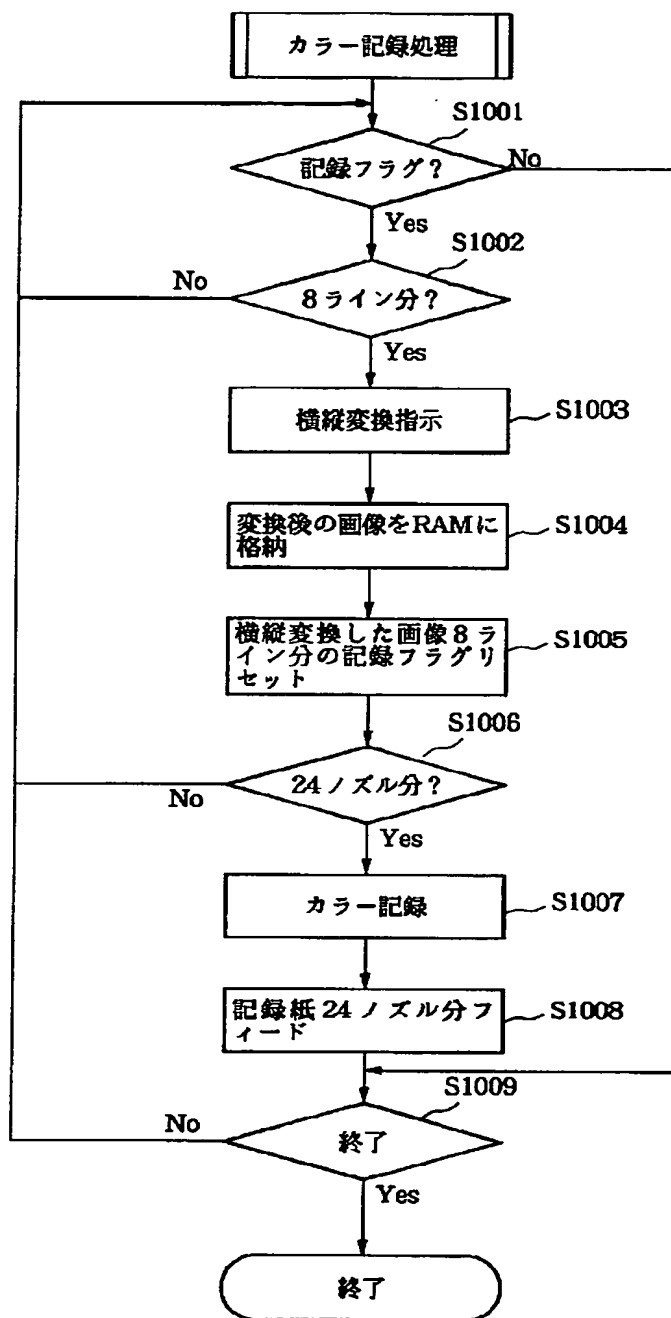 カラー記録処理
S1001
記録フラグ?
No
Yes
S1002
No
8ライン分?
Yes
横縦変換指示
S1003
変換後の画像をRAMに
格納
S1004
横縦変換した画像8ラ
イン分の記録フラグリ
セット
S1005
S1006
24ノズル分?
No
Yes
カラー記録
S1007
記録紙24ノズル分フ
ィード
S1008
S1009
No
終了
Yes
終了